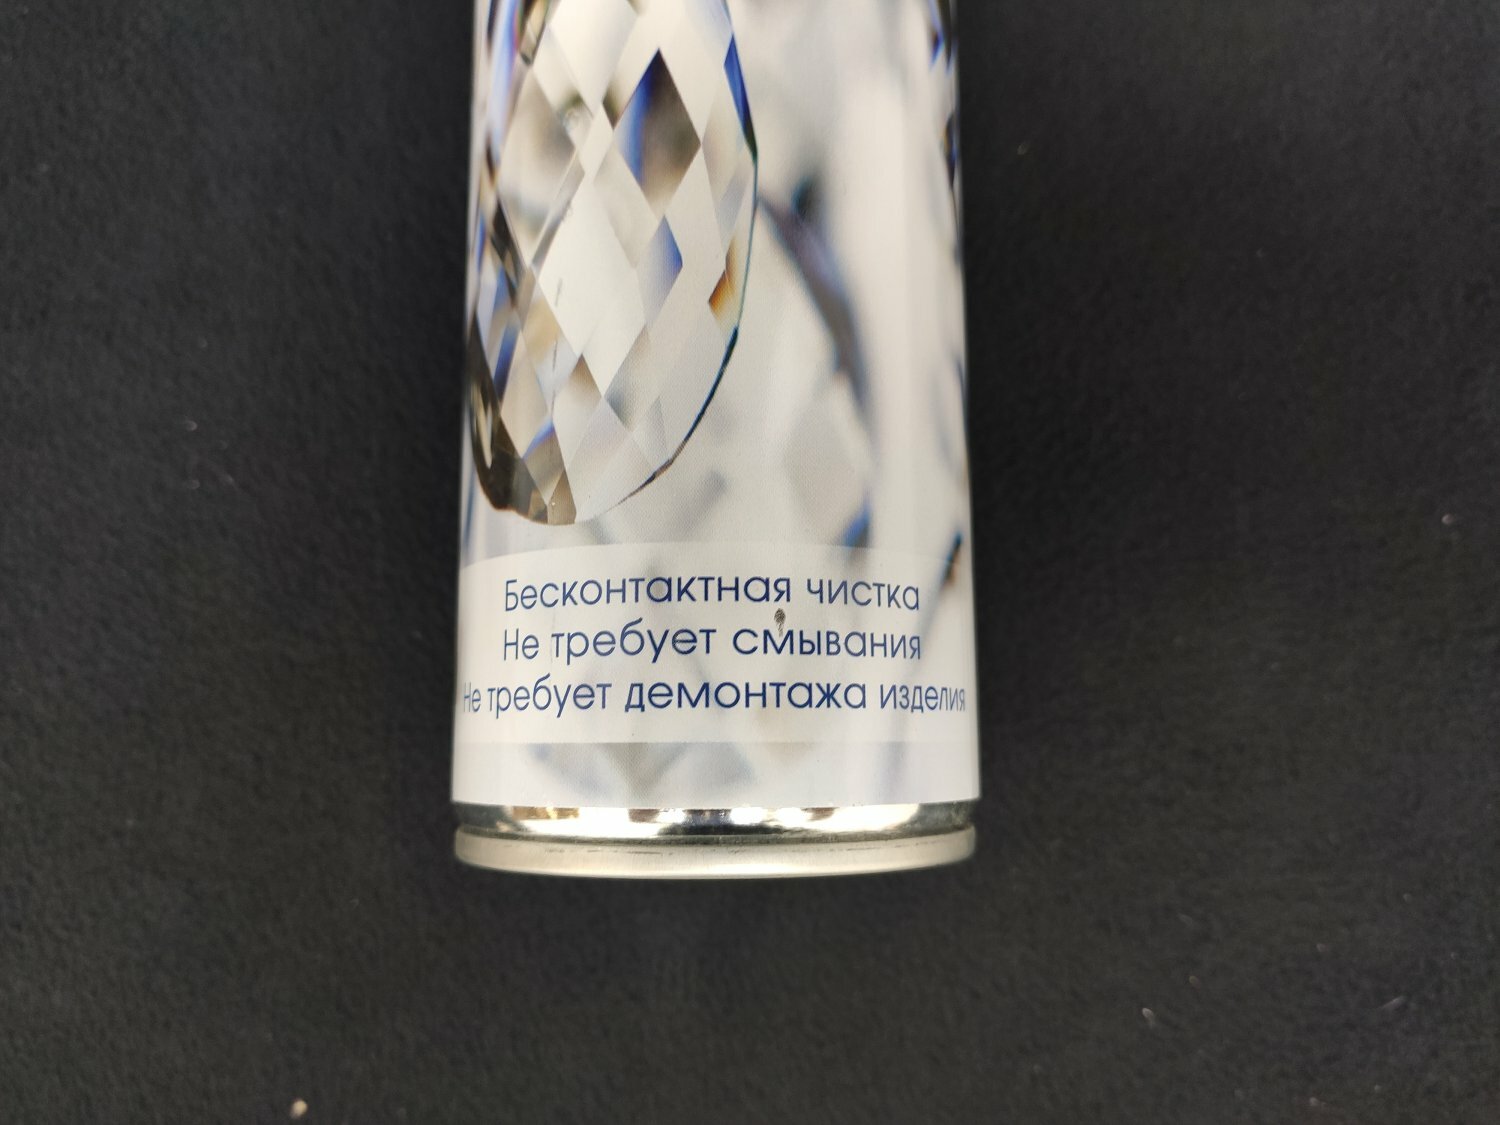 Бесконтактная чистка
Не требует смывания
Не требует демонтажа изделия